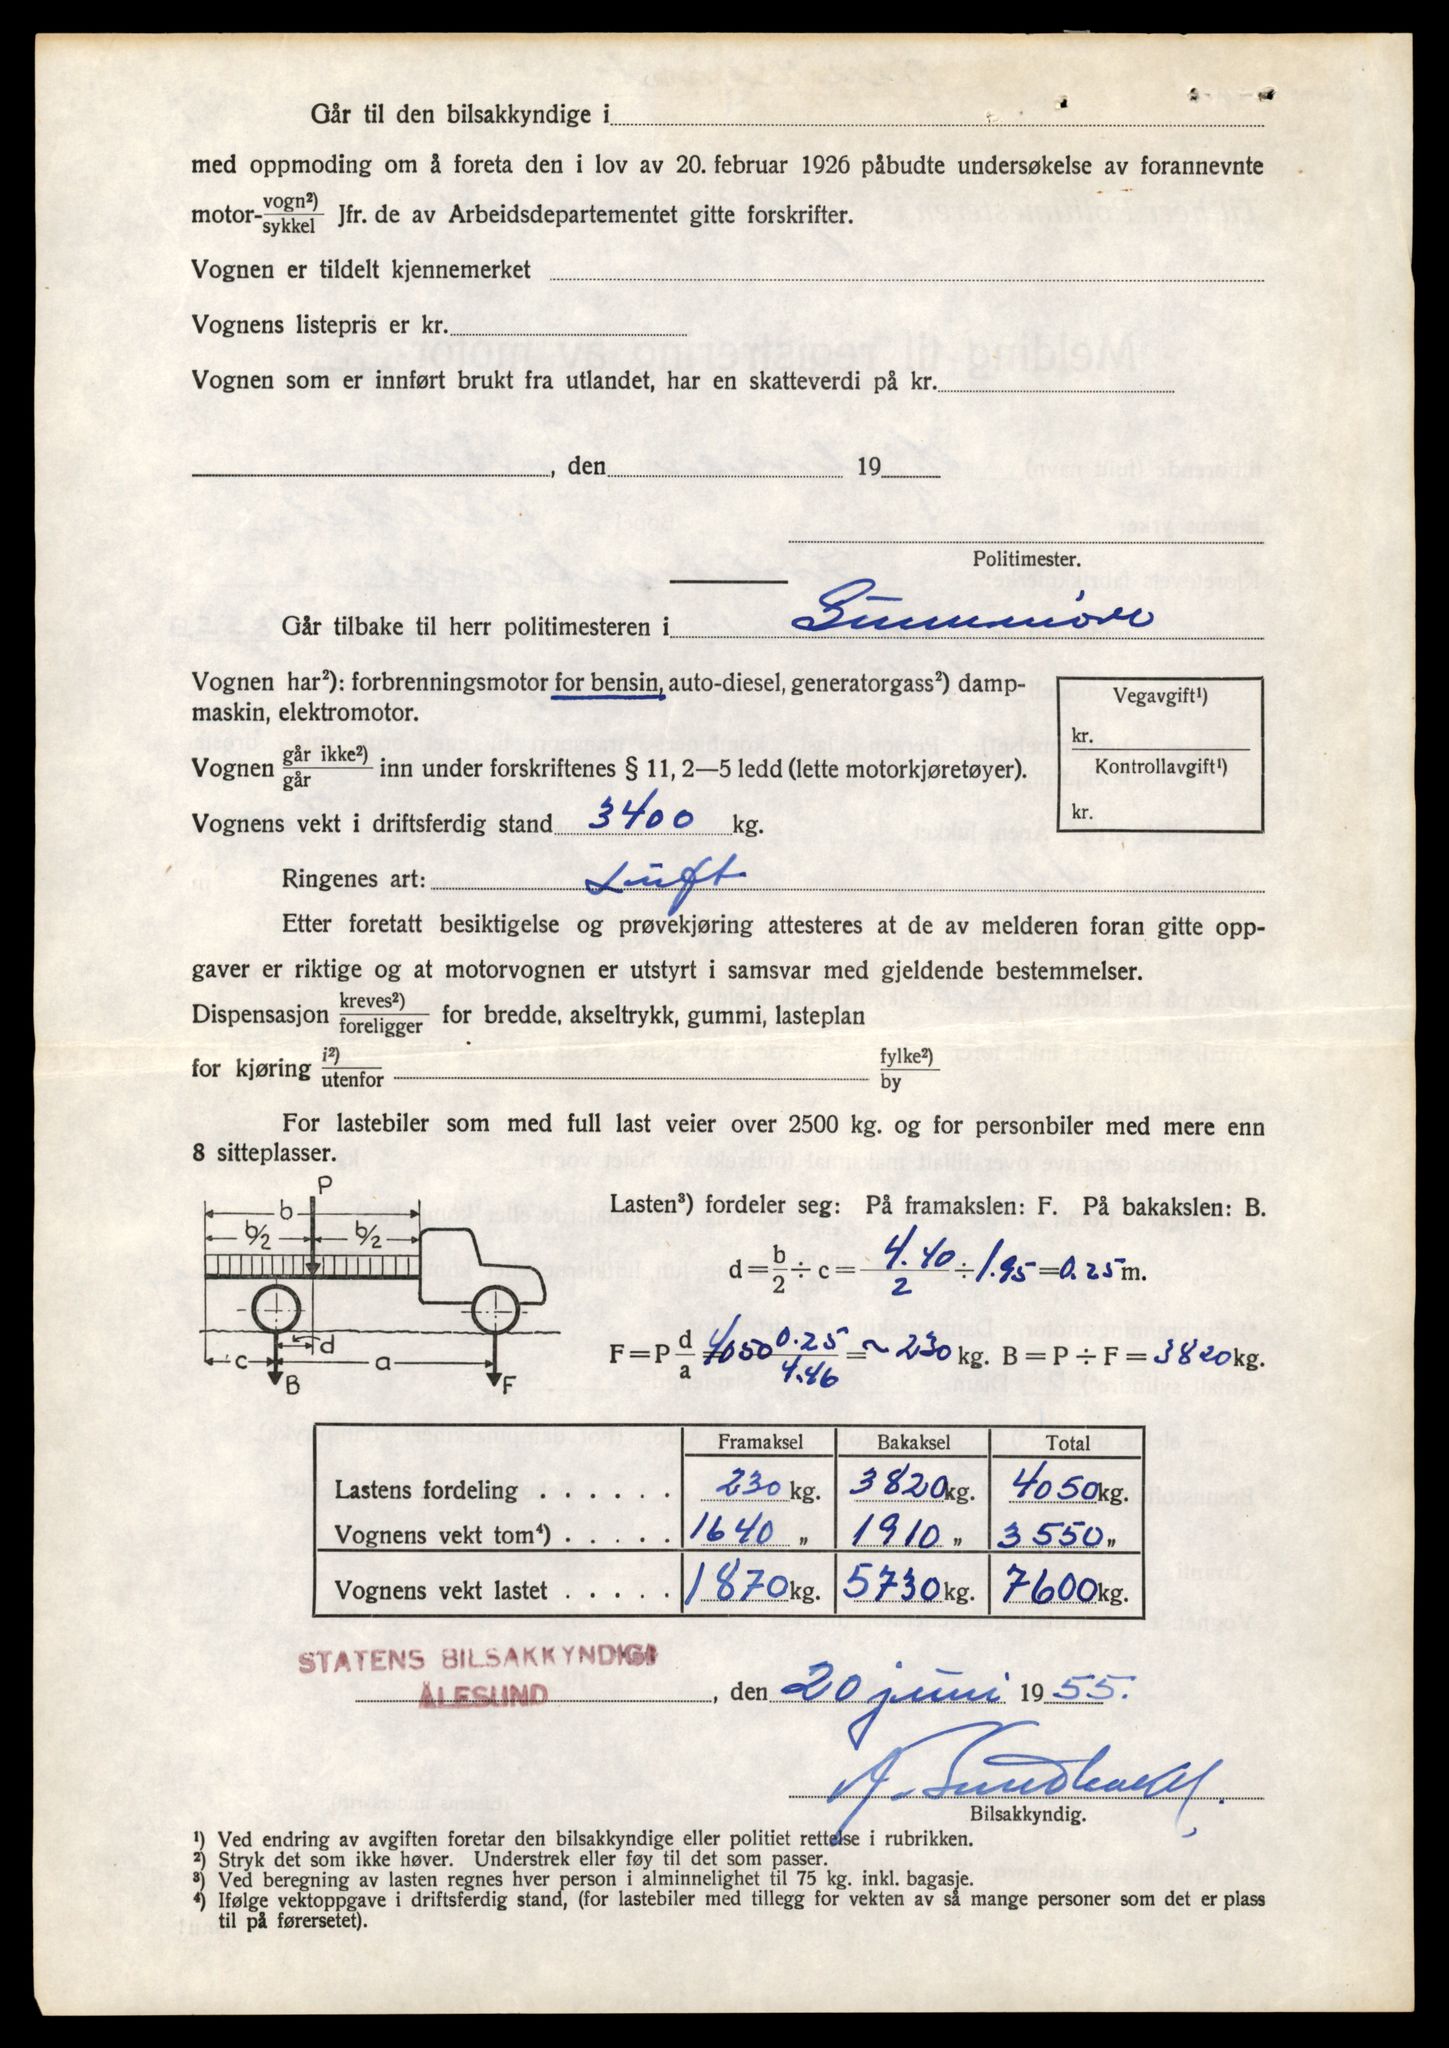 Går til den bilsakkyndige i
med oppmoding om å foreta den i lov av 20. februar 1926 påbudte undersøkelse av forannevnte
motor- vogn²) / sykkel Jfr. de av Arbeidsdepartementet gitte forskrifter.
Vognen er tildelt kjennemerket
Vognens listepris er kr.
Vognen som er innført brukt fra utlandet, har en skatteverdi på kr.
, den 19
Politimester.
Går tilbake til herr politimesteren i Sunnmøre
Vognen har²): forbrenningsmotor for bensin, auto-diesel, generatorgass²) damp-
maskin, elektromotor.
Vegavgift¹)
kr.
Kontrollavgift¹)
kr.
Vognen går ikke²) / går inn under forskriftenes § 11, 2—5 ledd (lette motorkjøretøyer).
Vognens vekt i driftsferdig stand 3400 kg.
Ringenes art: Luft
Etter foretatt besiktigelse og prøvekjøring attesteres at de av melderen foran gitte opp-
gaver er riktige og at motorvognen er utstyrt i samsvar med gjeldende bestemmelser.
Dispensasjon kreves²) / foreligger for bredde, akseltrykk, gummi, lasteplan
for kjøring i²) / utenfor fylke²) / by
For lastebiler som med full last veier over 2500 kg. og for personbiler med mere enn
8 sitteplasser.
P
b
b/2 b/2
d
c a
B F
Lasten³) fordeler seg: På framakslen: F. På bakakslen: B.
d = b/2 ÷ c = 4.40/2 ÷ 1.95 = 0.25 m.
F = P d/a = 4050 0.25/4.46 = ~ 230 kg. B = P ÷ F = 3820 kg.
Framaksel Bakaksel Total
Lastens fordeling . . . . . . 230 kg. 3820 kg. 4050 kg.
Vognens vekt tom⁴) . . . . . 1640 „ 1910 „ 3550 „
Vognens vekt lastet . . . . . 1870 kg. 5730 kg. 7600 kg.
STATENS BILSAKKYNDIGE
ÅLESUND , den 20 juni 1955.
Bilsakkyndig.
¹) Ved endring av avgiften foretar den bilsakkyndige eller politiet rettelse i rubrikken.
²) Stryk det som ikke høver. Understrek eller føy til det som passer.
³) Ved beregning av lasten regnes hver person i alminnelighet til 75 kg. inkl. bagasje.
⁴) Ifølge vektoppgave i driftsferdig stand, (for lastebiler med tillegg for vekten av så mange personer som det er plass
til på førersetet).